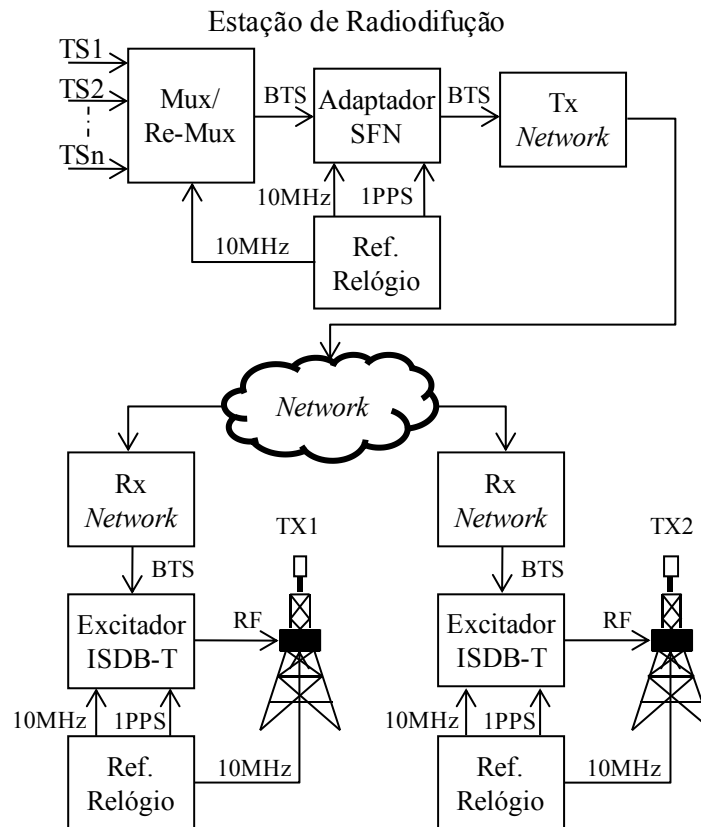 Estação de Radiodifução
TS1
TS2
TSn
Mux/
Re-Mux
BTS
Adaptador
SFN
BTS
Tx
Network
10MHz
1PPS
10MHz
Ref.
Relógio
Network
Rx
Network
Rx
Network
TX1
TX2
BTS
BTS
Excitador
ISDB-T
RF
Excitador
ISDB-T
RF
10MHz
1PPS
10MHz
1PPS
Ref.
Relógio
10MHz
Ref.
Relógio
10MHz